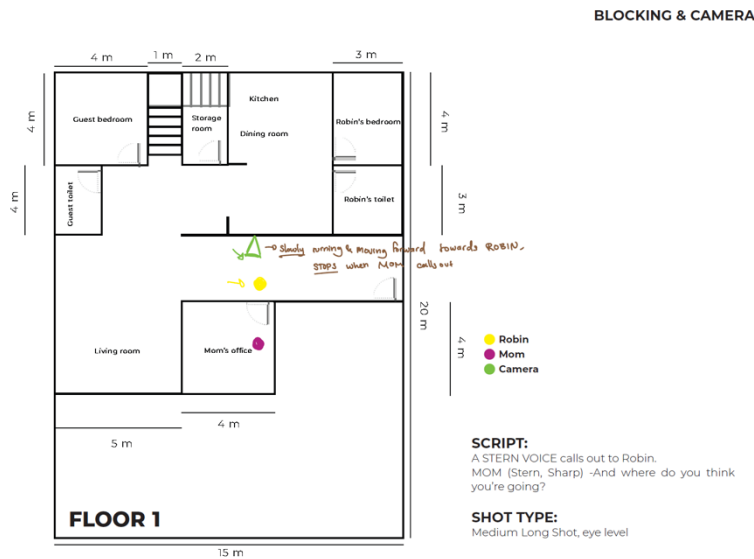 BLOCKING & CAMERA
4 m
1 m
2 m
3 m
4 m
Guest bedroom
Storage
room
Kitchen
Dining room
Robin's bedroom
4 m
4 m
Guest toilet
Robin's toilet
3 m
Slowly turning & moving forward towards ROBIN.
STOPS when Mom calls out
20 m
Living room
Mom's office
4 m
Robin
Mom
Camera
4 m
5 m
SCRIPT:
A STERN VOICE calls out to Robin.
MOM (Stern, Sharp) -And where do you think
you're going?
FLOOR 1
SHOT TYPE:
Medium Long Shot, eye level
15 m